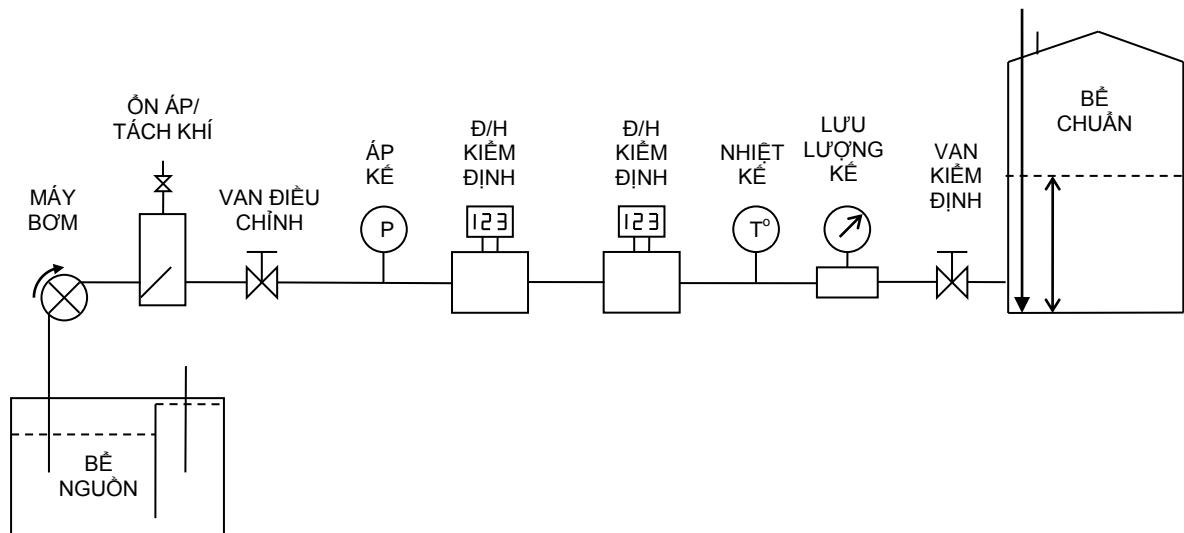 MÁY
BƠM
ỔN ÁP/
TÁCH KHÍ
VAN ĐIỀU
CHỈNH
ÁP
KẾ
P
Đ/H
KIỂM
ĐỊNH
123
Đ/H
KIỂM
ĐỊNH
123
NHIỆT
KẾ
Tº
LƯU
LƯỢNG
KẾ
VAN
KIỂM
ĐỊNH
BỂ
CHUẨN
BỂ
NGUỒN